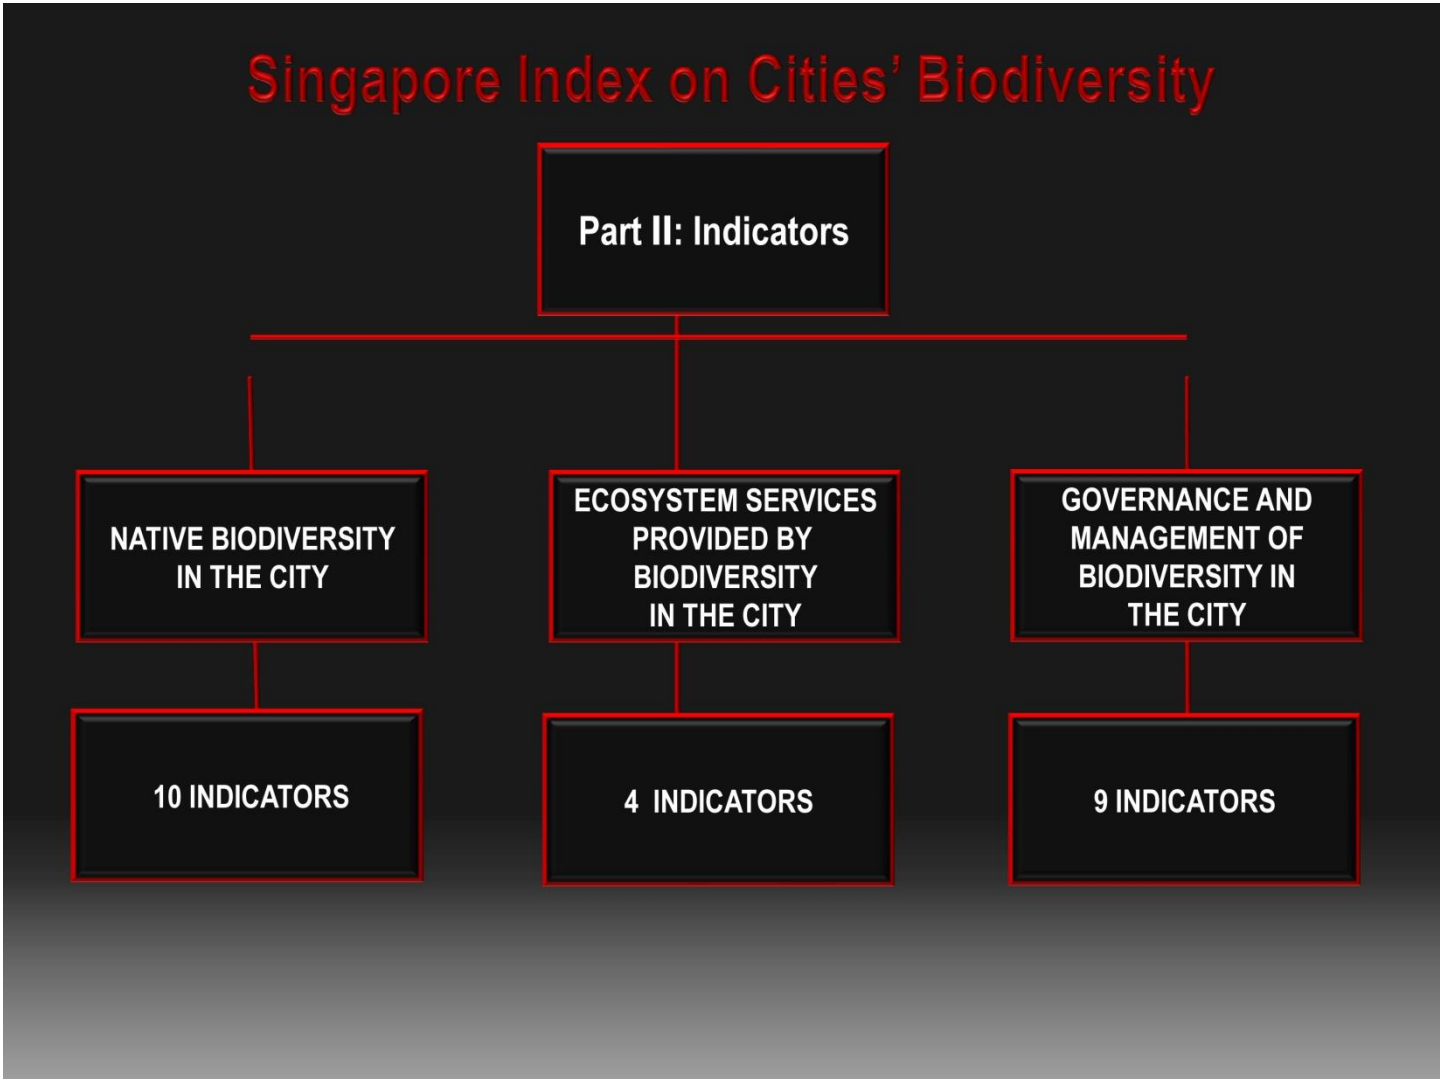 Singapore Index on Cities’ Biodiversity
Part II: Indicators
NATIVE BIODIVERSITY
IN THE CITY
ECOSYSTEM SERVICES
PROVIDED BY
BIODIVERSITY
IN THE CITY
GOVERNANCE AND
MANAGEMENT OF
BIODIVERSITY IN
THE CITY
10 INDICATORS
4 INDICATORS
9 INDICATORS